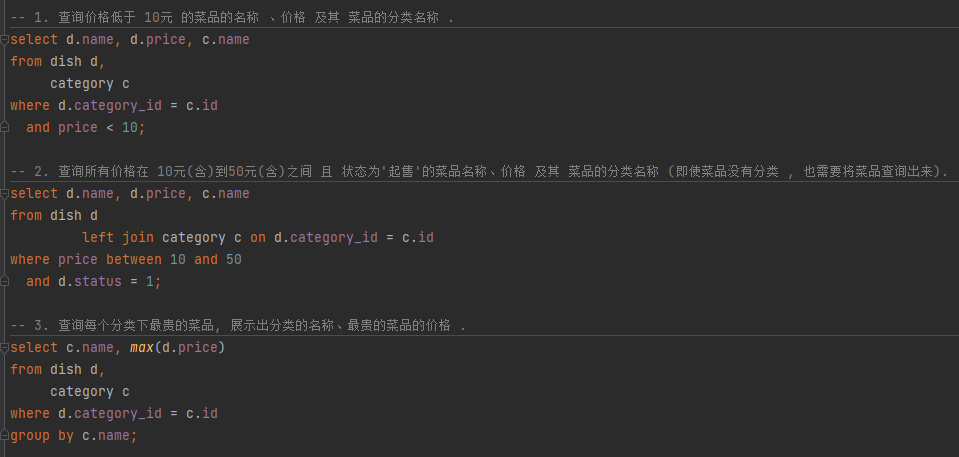 -- 1. 查询价格低于 10元 的菜品的名称 、价格 及其 菜品的分类名称 .
select d.name, d.price, c.name
from dish d,
     category c
where d.category_id = c.id
  and price < 10;
-- 2. 查询所有价格在 10元(含)到50元(含)之间 且 状态为'起售'的菜品名称、价格 及其 菜品的分类名称 (即使菜品没有分类 , 也需要将菜品查询出来).
select d.name, d.price, c.name
from dish d
         left join category c on d.category_id = c.id
where price between 10 and 50
  and d.status = 1;
-- 3. 查询每个分类下最贵的菜品, 展示出分类的名称、最贵的菜品的价格 .
select c.name, max(d.price)
from dish d,
     category c
where d.category_id = c.id
group by c.name;